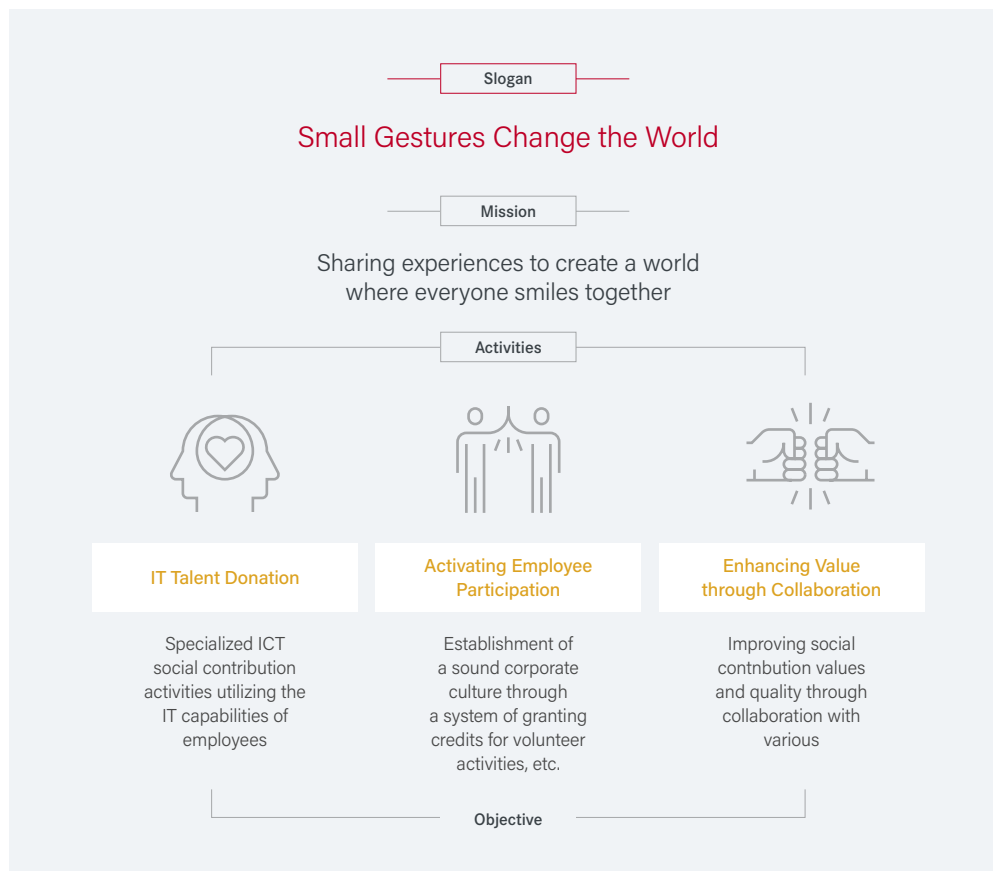 Slogan
Small Gestures Change the World
Mission
Sharing experiences to create a world
where everyone smiles together
Activities
IT Talent Donation
Specialized ICT
social contribution
activities utilizing the
IT capabilities of
employees
Activating Employee
Participation
Establishment of
a sound corporate
culture through
a system of granting
credits for volunteer
activities, etc.
Enhancing Value
through Collaboration
Improving social
contnbution values
and quality through
collaboration with
various
Objective